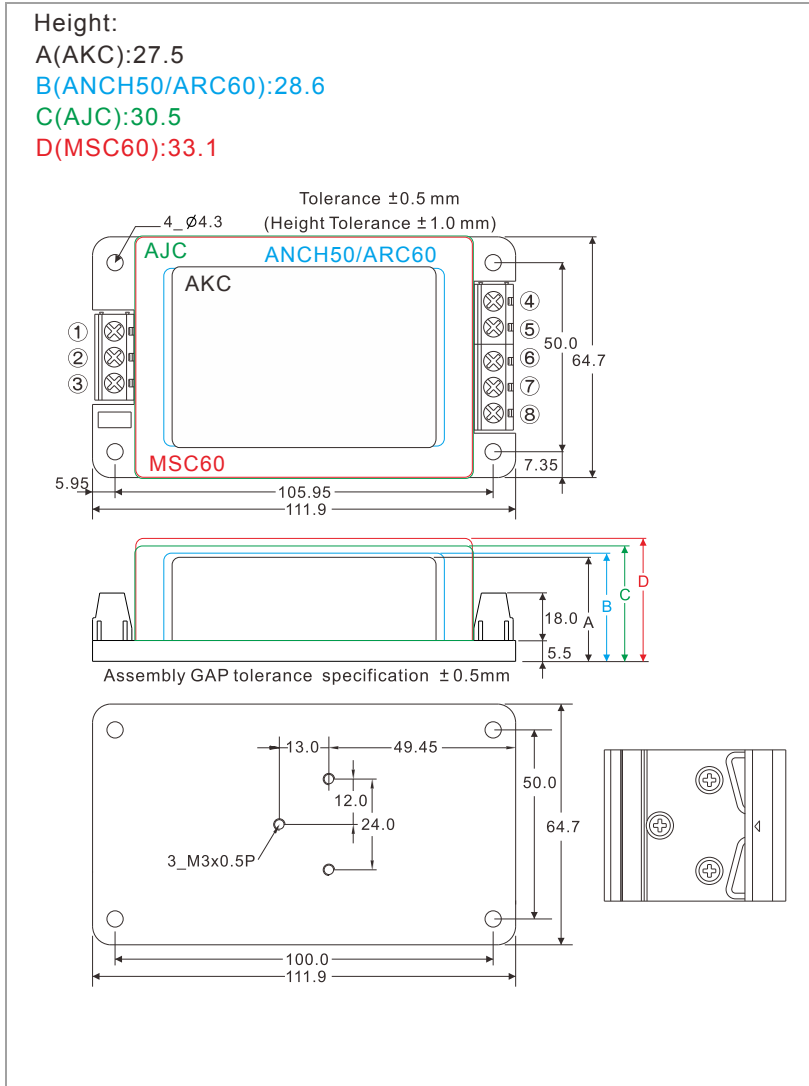 Height:
A(AKC):27.5
B(ANCH50/ARC60):28.6
C(AJC):30.5
D(MSC60):33.1
Tolerance ±0.5 mm
4_Ø4.3
(Height Tolerance ±1.0 mm)
AJC
ANCH50/ARC60
AKC
①
②
③
④
⑤
⑥
⑦
⑧
50.0
64.7
MSC60
7.35
5.95
105.95
111.9
18.0
A
B
C
D
5.5
Assembly GAP tolerance specification ±0.5mm
13.0
49.45
12.0
24.0
50.0
64.7
3_M3x0.5P
100.0
111.9